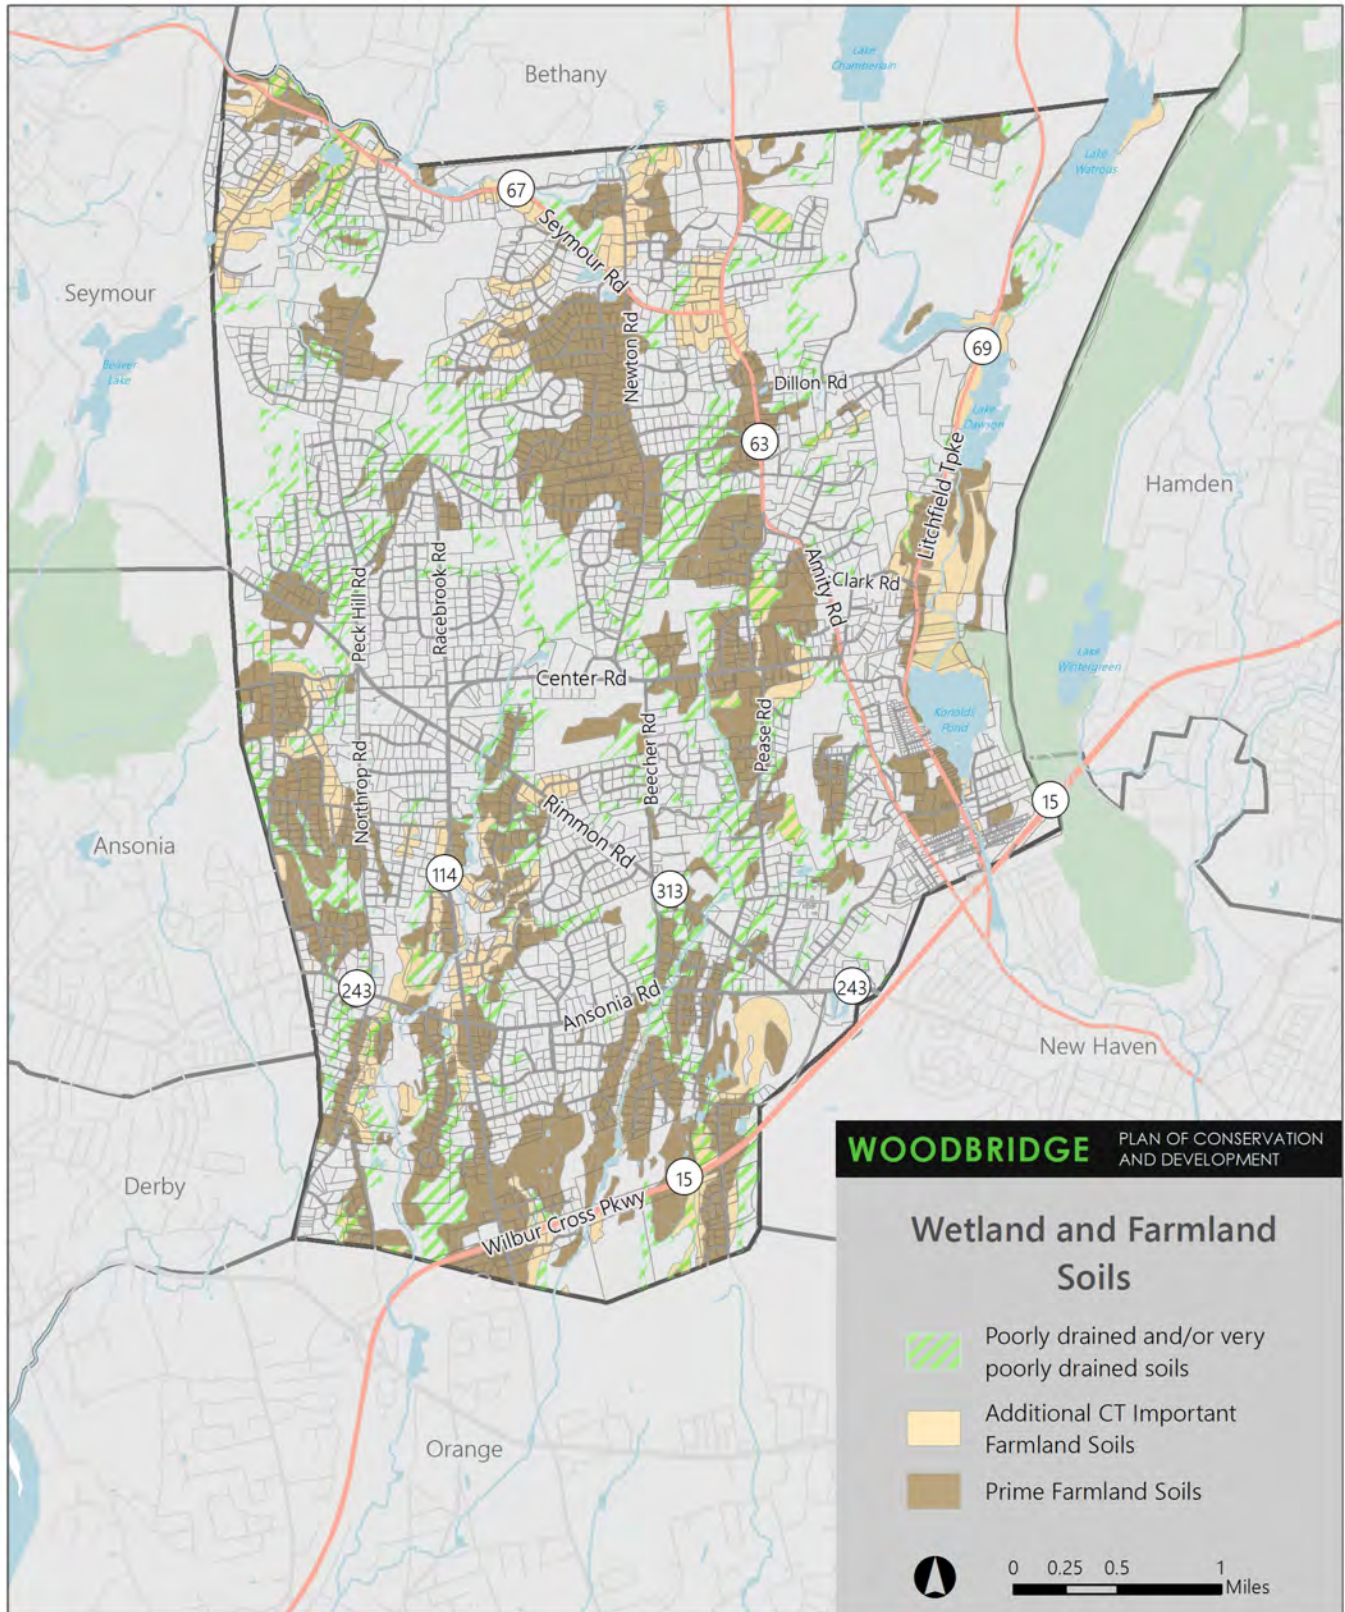 Bethany
Lake
Chamberlain
Lake
Watrous
67
Seymour Rd
Seymour
Beaver
Lake
Newton Rd
69
Dillon Rd
Lake
Dawson
63
Litchfield Tpke
Hamden
Amity Rd
Clark Rd
Peck Hill Rd
Racebrook Rd
Lake
Wintergreen
Center Rd
Konolds
Pond
Pease Rd
Beecher Rd
Northrop Rd
15
Rimmon Rd
Ansonia
114
313
243
243
Ansonia Rd
New Haven
Derby
15
Wilbur Cross Pkwy
Orange
WOODBRIDGE
PLAN OF CONSERVATION
AND DEVELOPMENT
Wetland and Farmland
Soils
Poorly drained and/or very
poorly drained soils
Additional CT Important
Farmland Soils
Prime Farmland Soils
0 0.25 0.5 1
Miles